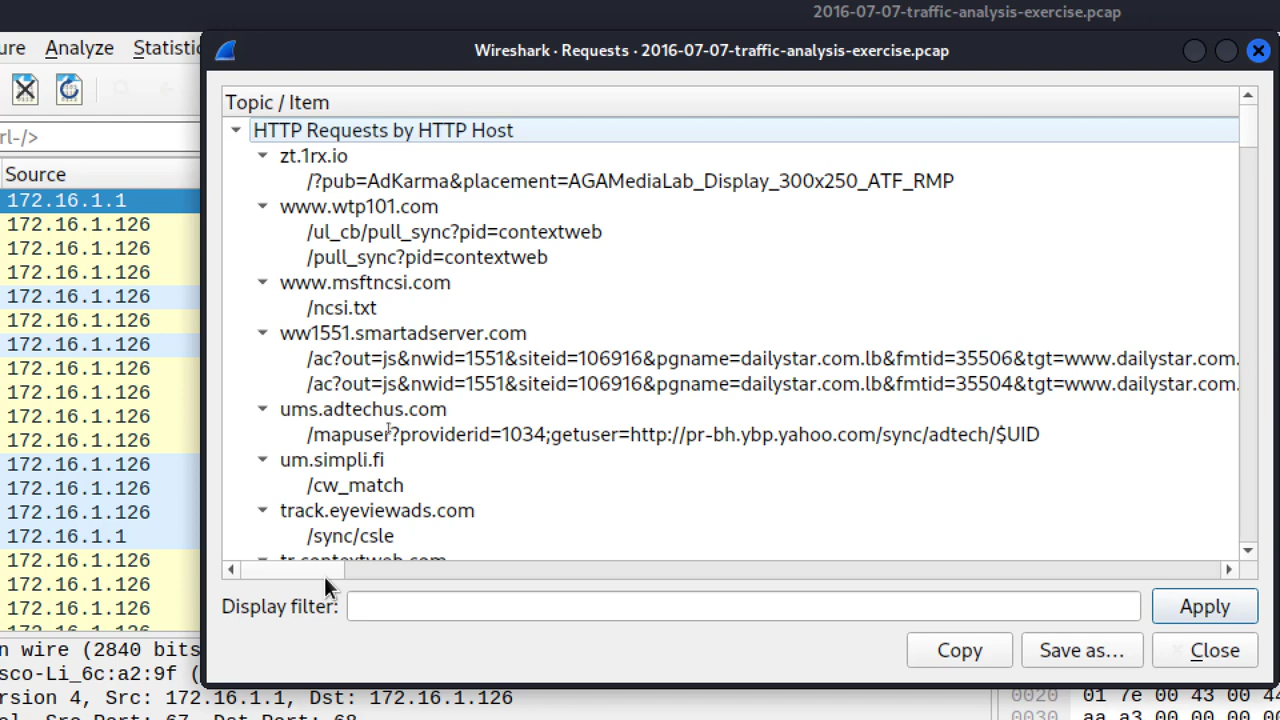 2016-07-07-traffic-analysis-exercise.pcap
ure Analyze Statistic
Wireshark · Requests · 2016-07-07-traffic-analysis-exercise.pcap
rl-/>
Source
172.16.1.1
172.16.1.126
172.16.1.126
172.16.1.126
172.16.1.126
172.16.1.126
172.16.1.126
172.16.1.126
172.16.1.126
172.16.1.126
172.16.1.126
172.16.1.126
172.16.1.126
172.16.1.126
172.16.1.1
172.16.1.126
172.16.1.126
172.16.1.126
172.16.1.126
Topic / Item
HTTP Requests by HTTP Host
zt.1rx.io
/?pub=AdKarma&placement=AGAMediaLab_Display_300x250_ATF_RMP
www.wtp101.com
/ul_cb/pull_sync?pid=contextweb
/pull_sync?pid=contextweb
www.msftncsi.com
/ncsi.txt
ww1551.smartadserver.com
/ac?out=js&nwid=1551&siteid=106916&pgname=dailystar.com.lb&fmtid=35506&tgt=www.dailystar.com.
/ac?out=js&nwid=1551&siteid=106916&pgname=dailystar.com.lb&fmtid=35504&tgt=www.dailystar.com.
ums.adtechus.com
/mapuser?providerid=1034;getuser=http://pr-bh.ybp.yahoo.com/sync/adtech/$UID
um.simpli.fi
/cw_match
track.eyeviewads.com
/sync/csle
tr.contextweb.com
Display filter:
Apply
Copy
Save as...
Close
n wire (2840 bits
sco-Li_6c:a2:9f (
rsion 4, Src: 172.16.1.1, Dst: 172.16.1.126
0020 01 7e 00 43 00 44